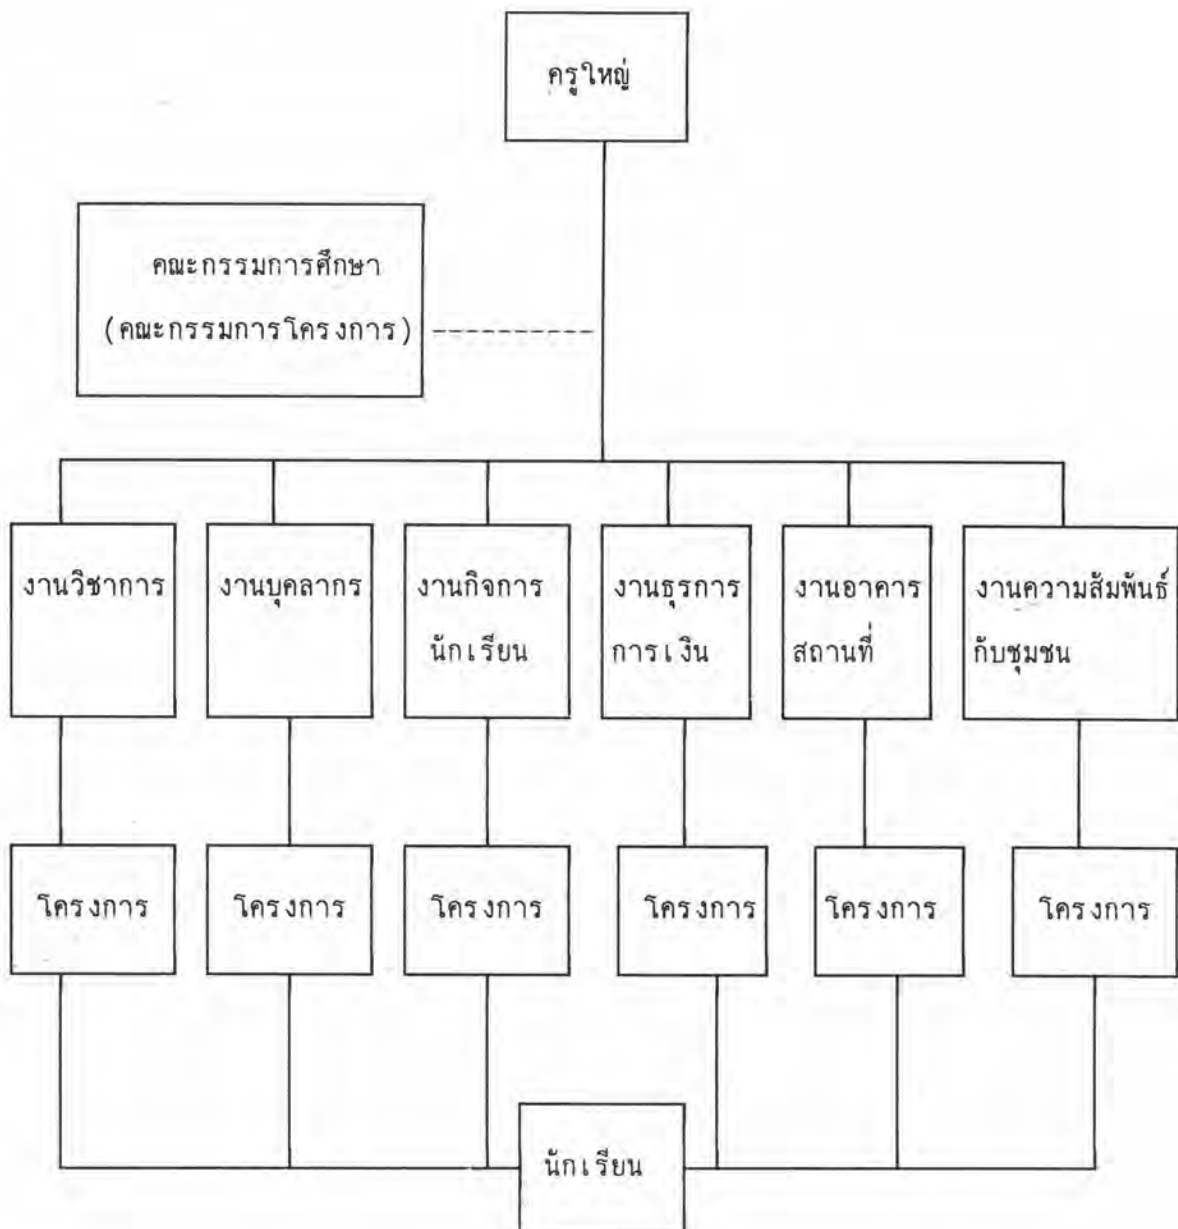 ครูใหญ่
คณะกรรมการศึกษา
(คณะกรรมการโครงการ)
งานวิชาการ
งานบุคลากร
งานกิจการ
นักเรียน
งานธุรการ
การเงิน
งานอาคาร
สถานที่
งานความสัมพันธ์
กับชุมชน
โครงการ
โครงการ
โครงการ
โครงการ
โครงการ
โครงการ
นักเรียน